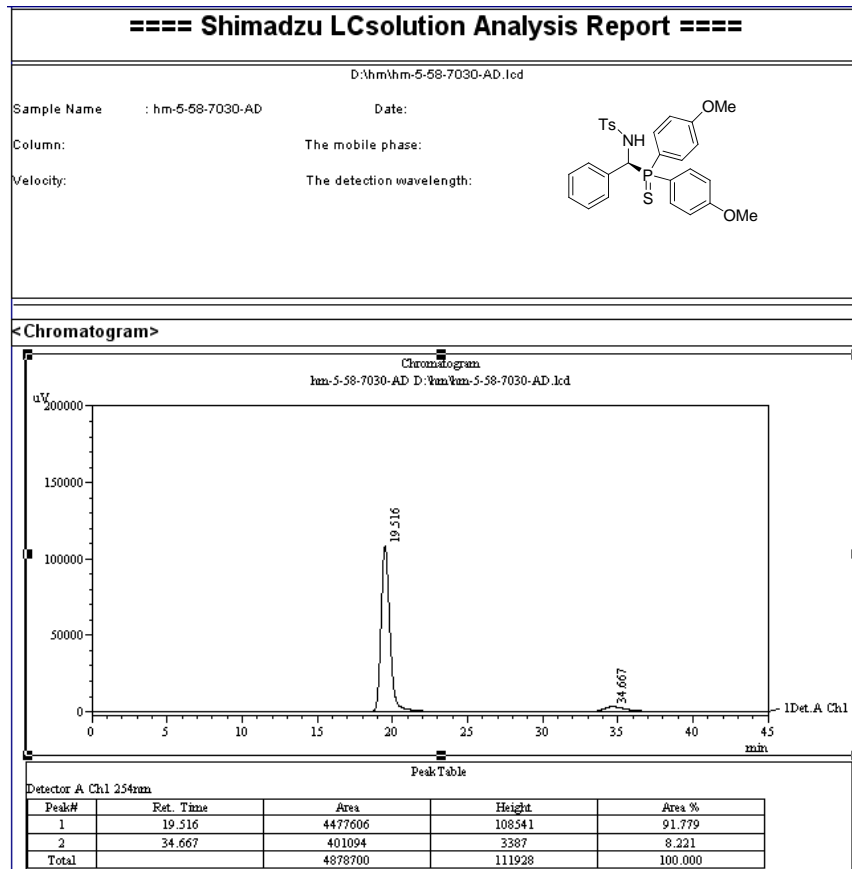 ==== Shimadzu LCsolution Analysis Report ====
D:\hm\hm-5-58-7030-AD.lcd
Sample Name : hm-5-58-7030-AD Date:
Column: The mobile phase:
Velocity: The detection wavelength:
OMe
Ts
NH
P
S
OMe
<Chromatogram>
Chromatogram
hm-5-58-7030-AD D:\hm\hm-5-58-7030-AD.lcd
uV
200000
150000
100000
50000
0
19.516
34.667
1Det.A Ch1
0 5 10 15 20 25 30 35 40 45
min
PeakTable
Detector A Ch1 254nm
Peak# Ret. Time Area Height Area %
1 19.516 4477606 108541 91.779
2 34.667 401094 3387 8.221
Total 4878700 111928 100.000